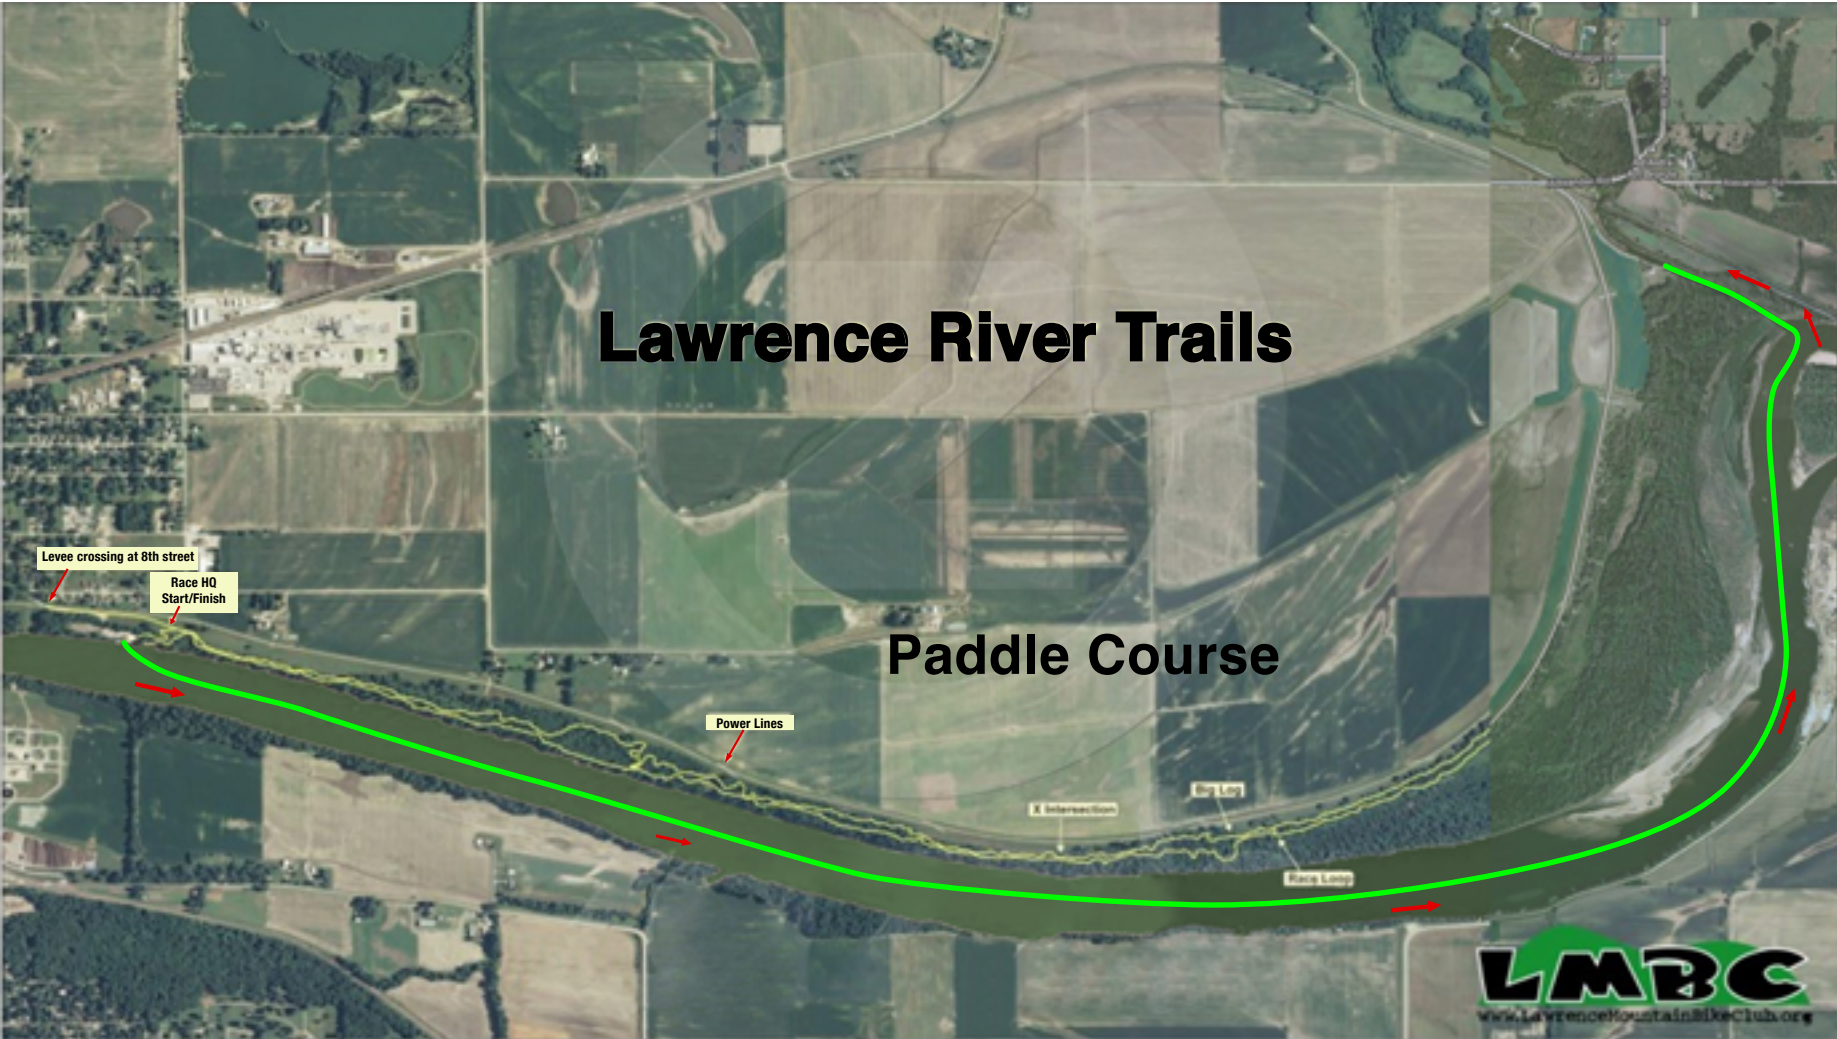 Lawrence River Trails
Levee crossing at 8th street
Race HQ
Start/Finish
Paddle Course
Power Lines
Big Log
X Intersection
Race Loop
LMBC
www.LawrenceMountainBikeClub.org